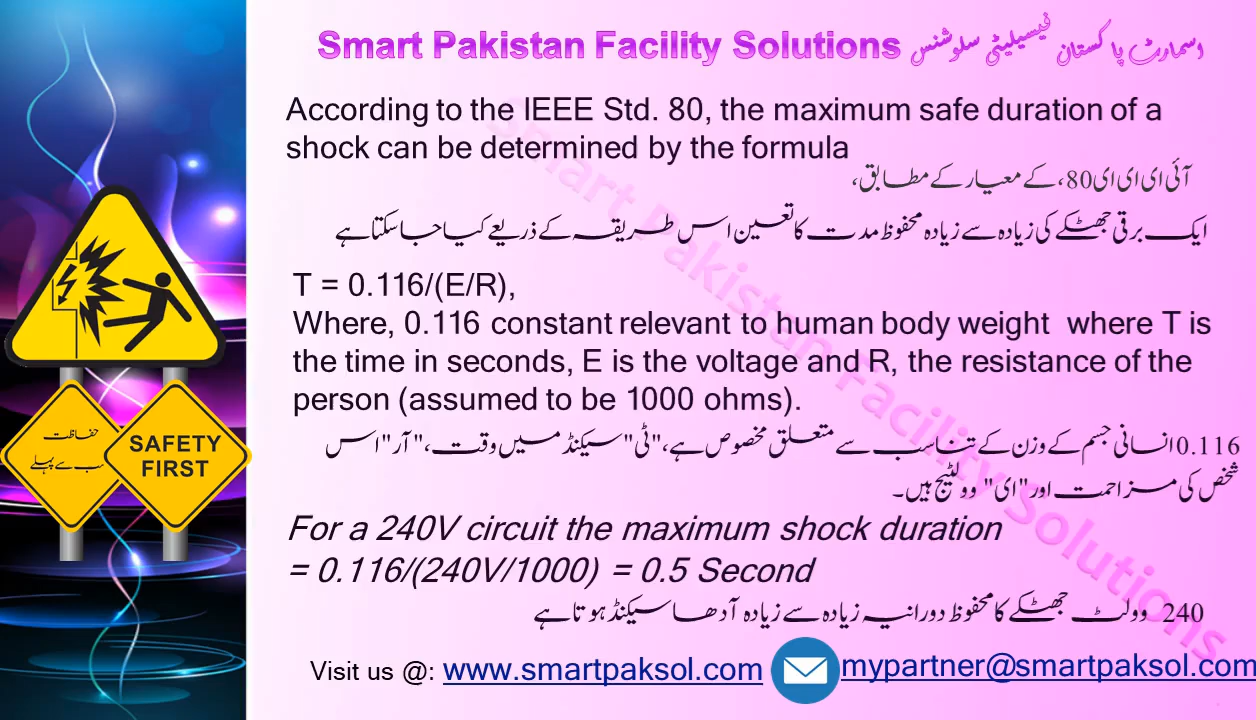 Smart Pakistan Facility Solutions اسمارٹ پاکستان فیسیلیٹی سلوشنس
According to the IEEE Std. 80, the maximum safe duration of a
shock can be determined by the formula
آئی ای ای ای 80، کے معیار کے مطابق،
ایک برقی جھٹکے کی زیادہ سے زیادہ محفوظ مدت کا تعین اس طریقہ کے ذریعے کیا جا سکتا ہے
T = 0.116/(E/R),
Where, 0.116 constant relevant to human body weight where T is
the time in seconds, E is the voltage and R, the resistance of the
person (assumed to be 1000 ohms).
0.116 انسانی جسم کے وزن کے تناسب سے متعلق مخصوص ہے، "ٹی" سیکنڈ میں وقت، "آر" اس
شخص کی مزاحمت اور "ای" وولٹیج ہیں۔
For a 240V circuit the maximum shock duration
= 0.116/(240V/1000) = 0.5 Second
240 وولٹ جھٹکے کا محفوظ دورانیہ زیادہ سے زیادہ آدھا سیکنڈ ہوتا ہے
Visit us @: www.smartpaksol.com mypartner@smartpaksol.com
حفاظت
سب سے پہلے
SAFETY
FIRST
Smart Pakistan Facility Solutions